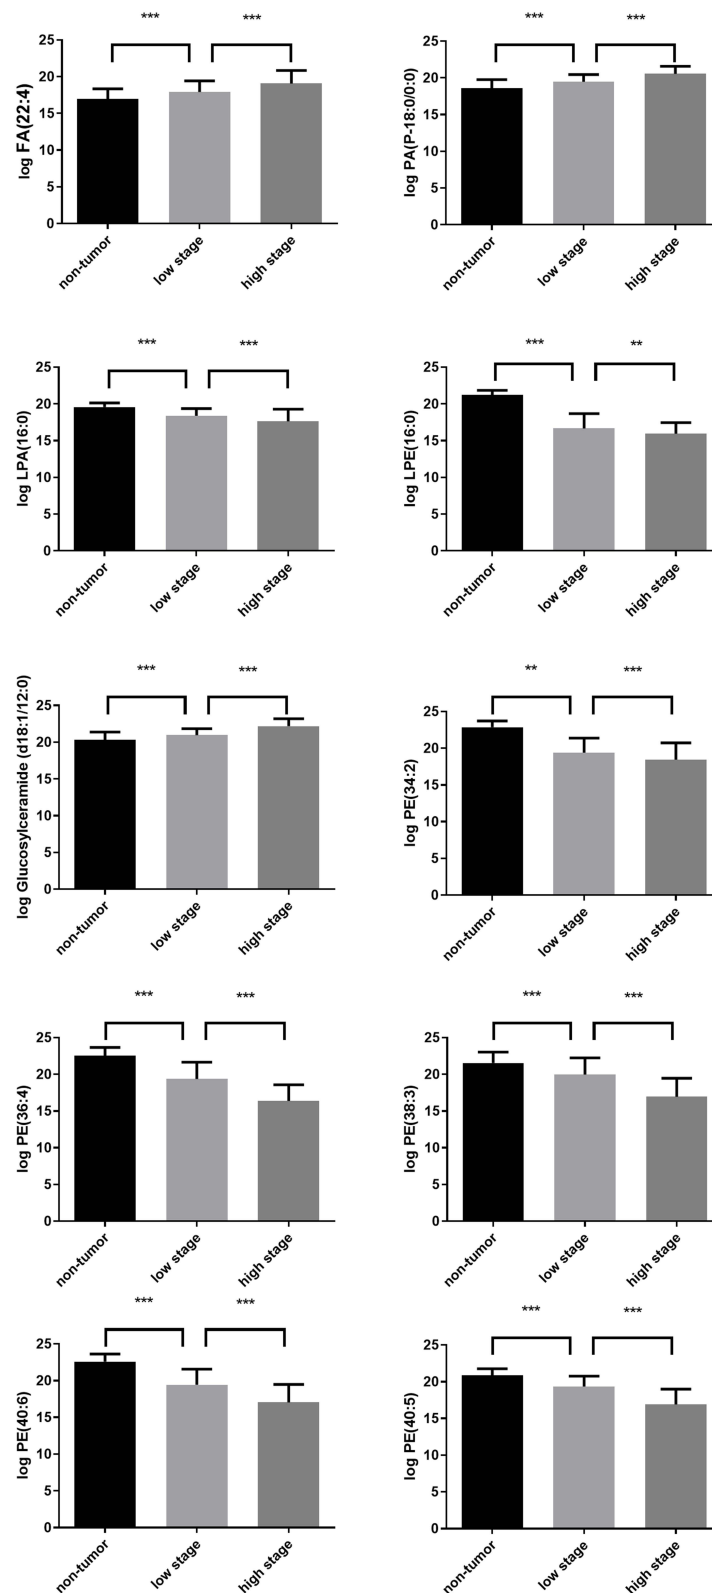 *** ***
log FA(22:4)
25
20
15
10
5
0
non-tumor
low stage
high stage
*** ***
log PA(P-18:0/0:0)
25
20
15
10
5
0
non-tumor
low stage
high stage
*** ***
log LPA(16:0)
25
20
15
10
5
0
non-tumor
low stage
high stage
*** **
log LPE(16:0)
25
20
15
10
5
0
non-tumor
low stage
high stage
*** ***
log Glucosylceramide (d18:1/12:0)
25
20
15
10
5
0
non-tumor
low stage
high stage
** ***
log PE(34:2)
25
20
15
10
5
0
non-tumor
low stage
high stage
*** ***
log PE(36:4)
25
20
15
10
5
0
non-tumor
low stage
high stage
*** ***
log PE(38:3)
25
20
15
10
5
0
non-tumor
low stage
high stage
*** ***
log PE(40:6)
25
20
15
10
5
0
non-tumor
low stage
high stage
*** ***
log PE(40:5)
25
20
15
10
5
0
non-tumor
low stage
high stage